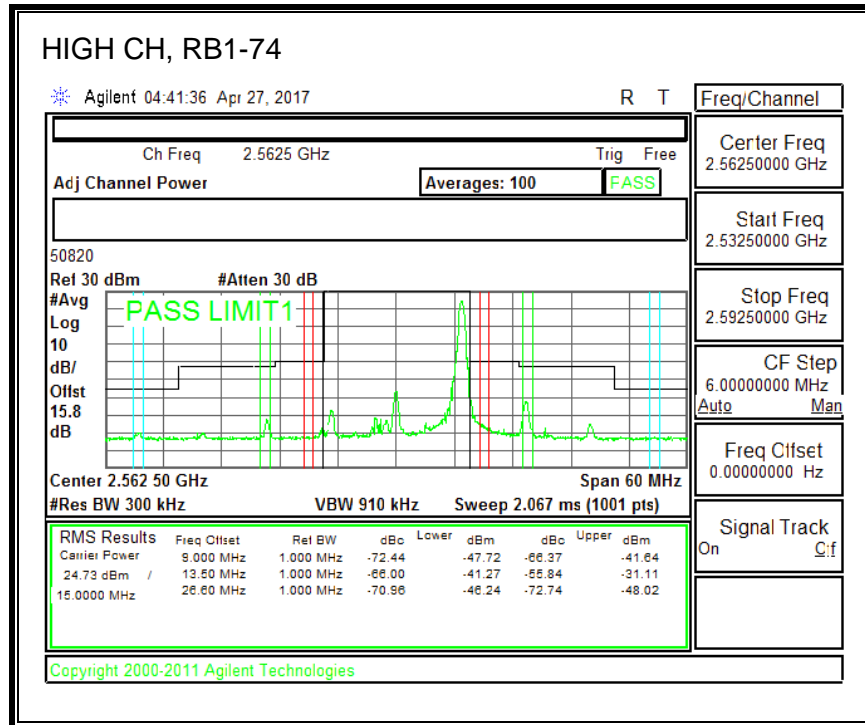 HIGH CH, RB1-74
Agilent 04:41:36 Apr 27, 2017 R T
Freq/Channel
Ch Freq 2.5625 GHz Trig Free
Adj Channel Power Averages: 100 PASS
Center Freq
2.56250000 GHz
Start Freq
2.53250000 GHz
Stop Freq
2.59250000 GHz
CF Step
6.00000000 MHz
Auto Man
Freq Offset
0.00000000 Hz
Signal Track
On Off
50820
Ref 30 dBm #Atten 30 dB
#Avg
Log
10
dB/
Offst
15.8
dB
PASS LIMIT1
Center 2.562 50 GHz Span 60 MHz
#Res BW 300 kHz VBW 910 kHz Sweep 2.067 ms (1001 pts)
RMS Results Freq Offset Ref BW dBc Lower dBm dBc Upper dBm
Carrier Power 9.000 MHz 1.000 MHz -72.44 -47.72 -66.37 -41.64
24.73 dBm / 13.50 MHz 1.000 MHz -66.00 -41.27 -55.84 -31.11
15.0000 MHz 26.60 MHz 1.000 MHz -70.96 -46.24 -72.74 -48.02
Copyright 2000-2011 Agilent Technologies